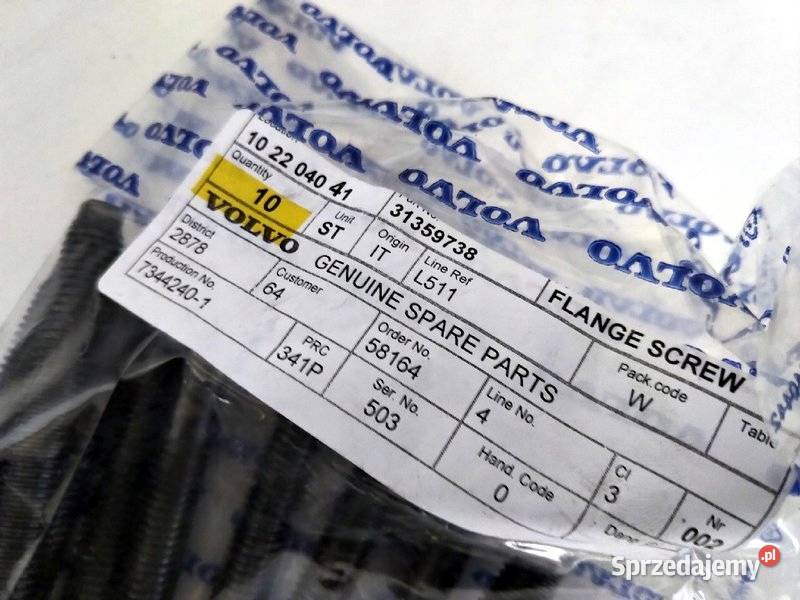 VOLVO VOLVO VOLVO
Location
10 22 040 41
Quantity
10
Unit
ST
31359738
Origin
IT
Line Ref
L511
FLANGE SCREW
VOLVO
GENUINE SPARE PARTS
District
2878
Customer
64
Order No.
58164
Line No.
4
Pack.code
W
Production No.
7344240-1
PRC
341P
Ser. No.
503
Hand. Code
0
Cl
3
Nr
002
Sprzedajemy.pl